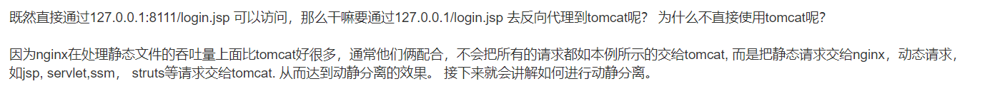 既然直接通过127.0.0.1:8111/login.jsp 可以访问，那么干嘛要通过127.0.0.1/login.jsp 去反向代理到tomcat呢？ 为什么不直接使用tomcat呢？
因为nginx在处理静态文件的吞吐量上面比tomcat好很多，通常他们俩配合，不会把所有的请求都如本例所示的交给tomcat, 而是把静态请求交给nginx，动态请求，
如jsp, servlet,ssm， struts等请求交给tomcat. 从而达到动静分离的效果。 接下来就会讲解如何进行动静分离。